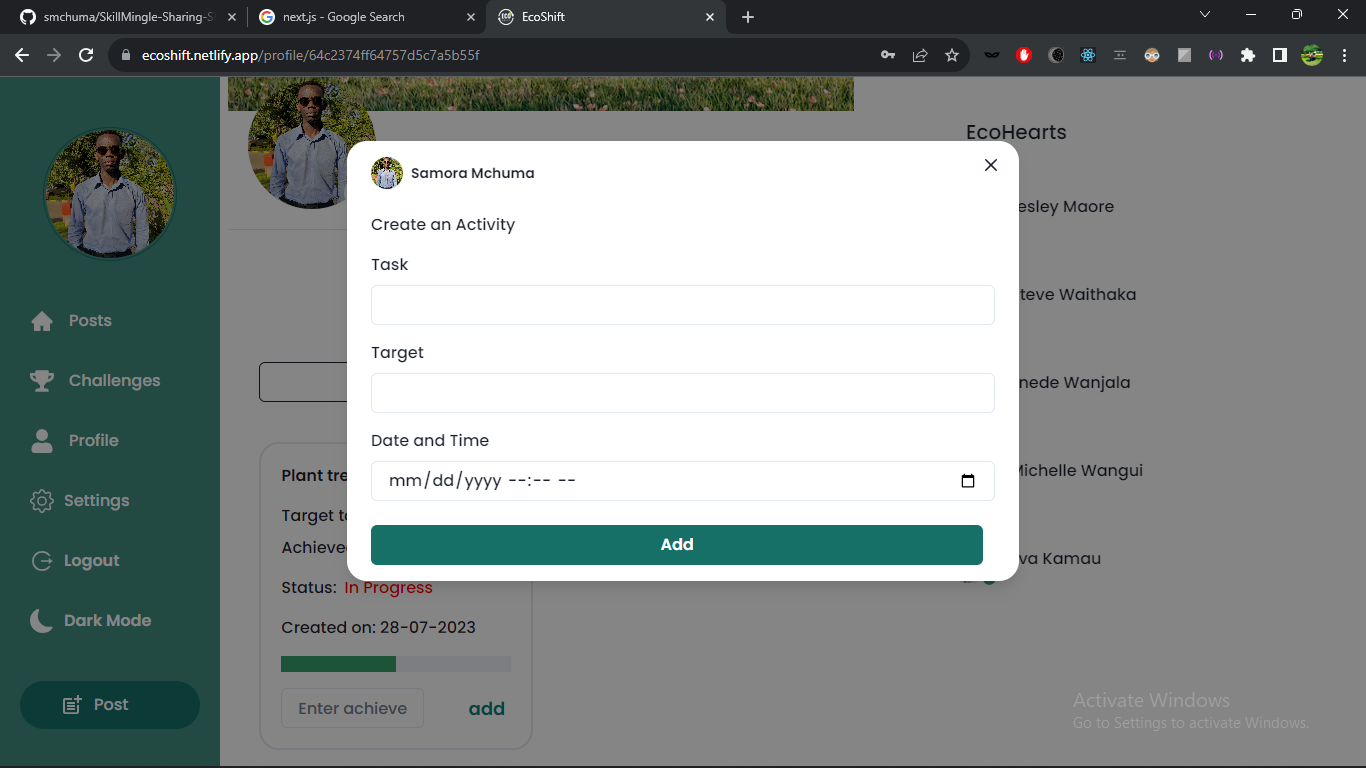 smchuma/SkillMingle-Sharing-S
next.js - Google Search
EcoShift
ecoshift.netlify.app/profile/64c2374ff64757d5c7a5b55f
Posts
Challenges
Profile
Settings
Logout
Dark Mode
Post
Samora Mchuma
Create an Activity
Task
Target
Date and Time
mm/dd/yyyy --:-- --
Add
Plant tre
Target to
Achieve
Status: In Progress
Created on: 28-07-2023
Enter achieve
add
EcoHearts
esley Maore
teve Waithaka
nede Wanjala
Michelle Wangui
va Kamau
Activate Windows
Go to Settings to activate Windows.